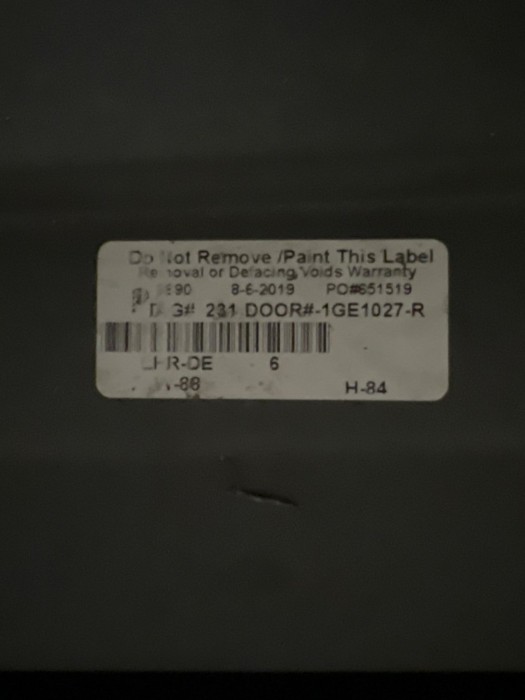 Do Not Remove /Paint This Label
Removal or Defacing Voids Warranty
8-6-2019 PO#651519
231 DOOR#-1GE1027-R
6
H-84